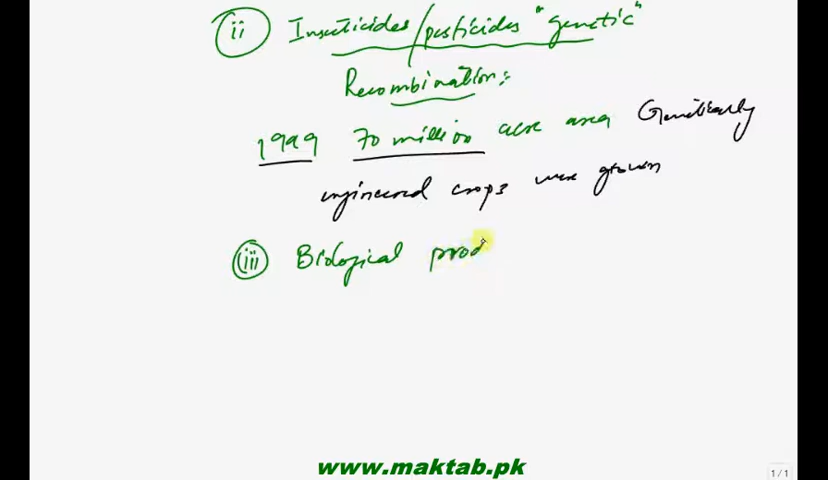 ii Insecticides/pesticides "genetic"
Recombination:
1999 70 million acre area Genetically
engineered crops were grown
iii Biological prod
www.maktab.pk
1/1